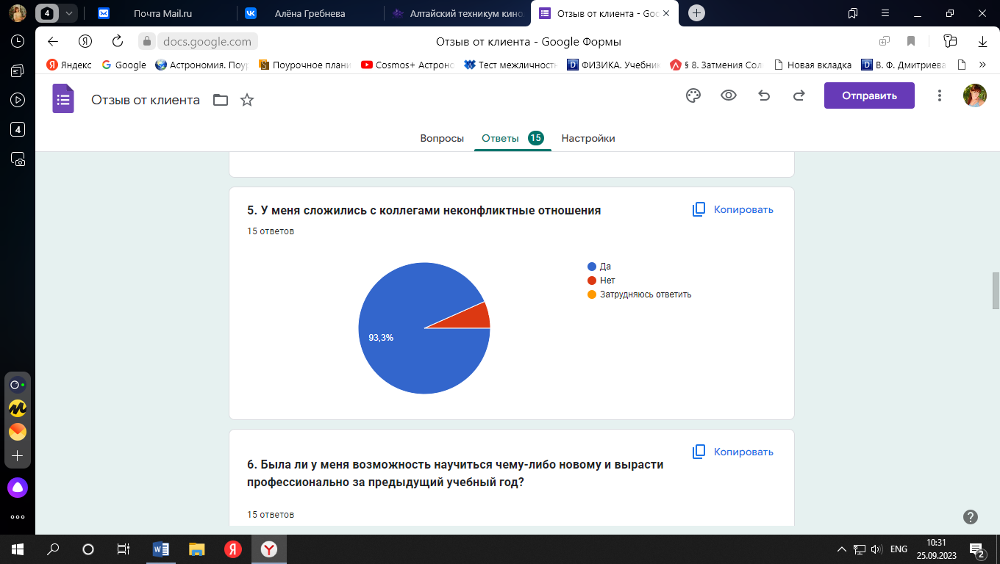 4
Почта Mail.ru
Алёна Гребнева
Алтайский техникум кино
Отзыв от клиента - Goo
docs.google.com
Отзыв от клиента - Google Формы
Яндекс
Google
Астрономия. Поур
Поурочное плани
Cosmos+ Астроно
Тест межличностн
ФИЗИКА. Учебник
§ 8. Затмения Сол
Новая вкладка
В. Ф. Дмитриева
»
4
Отзыв от клиента
Отправить
Вопросы
Ответы 15
Настройки
5. У меня сложились с коллегами неконфликтные отношения
Копировать
15 ответов
Да
Нет
Затрудняюсь ответить
93,3%
Копировать
6. Была ли у меня возможность научиться чему-либо новому и вырасти
профессионально за предыдущий учебный год?
15 ответов
ENG
10:31
25.09.2023
2